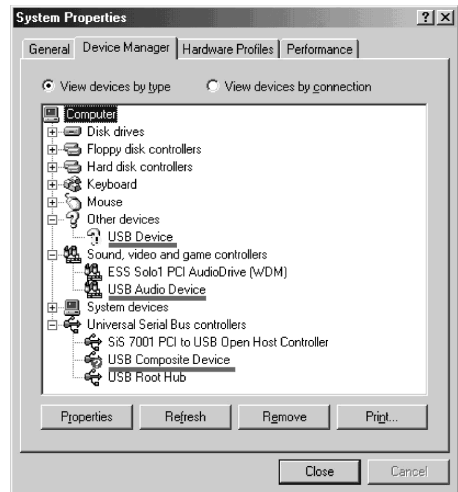 System Properties
General Device Manager Hardware Profiles Performance
View devices by type View devices by connection
Computer
Disk drives
Floppy disk controllers
Hard disk controllers
Keyboard
Mouse
Other devices
USB Device
Sound, video and game controllers
ESS Solo1 PCI AudioDrive (WDM)
USB Audio Device
System devices
Universal Serial Bus controllers
SiS 7001 PCI to USB Open Host Controller
USB Composite Device
USB Root Hub
Properties Refresh Remove Print...
Close Cancel